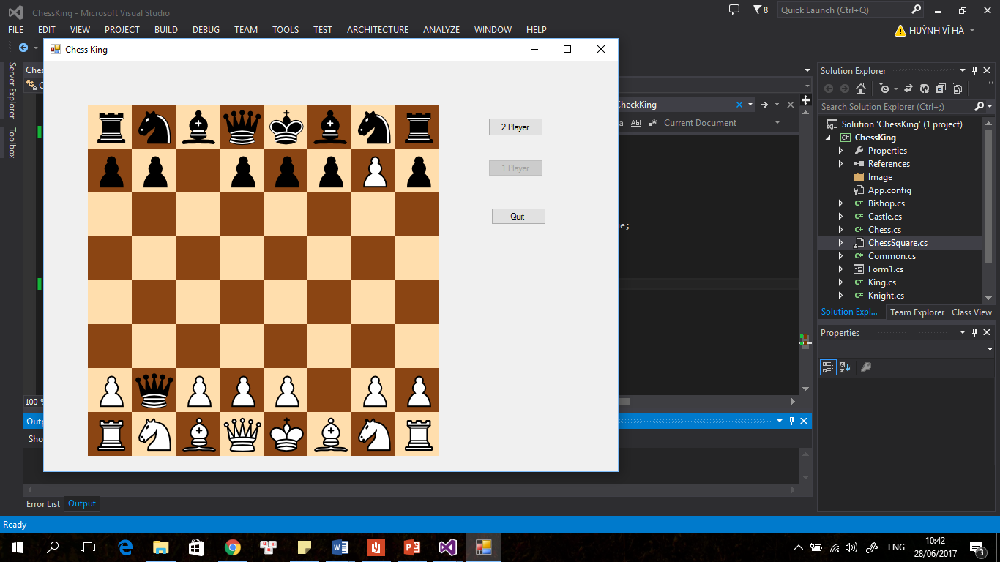 ChessKing - Microsoft Visual Studio
8
Quick Launch (Ctrl+Q)
FILE EDIT VIEW PROJECT BUILD DEBUG TEAM TOOLS TEST ARCHITECTURE ANALYZE WINDOW HELP
HUỲNH VĨ HÀ
Chess King
Server Explorer
Toolbox
2 Player
1 Player
Quit
CheckKing
Current Document
Solution Explorer
Search Solution Explorer (Ctrl+;)
Solution 'ChessKing' (1 project)
ChessKing
Properties
References
Image
App.config
Bishop.cs
Castle.cs
Chess.cs
ChessSquare.cs
Common.cs
Form1.cs
King.cs
Knight.cs
Solution Expl... Team Explorer Class View
Properties
100 %
Error List Output
Ready
ENG
10:42
28/06/2017
3